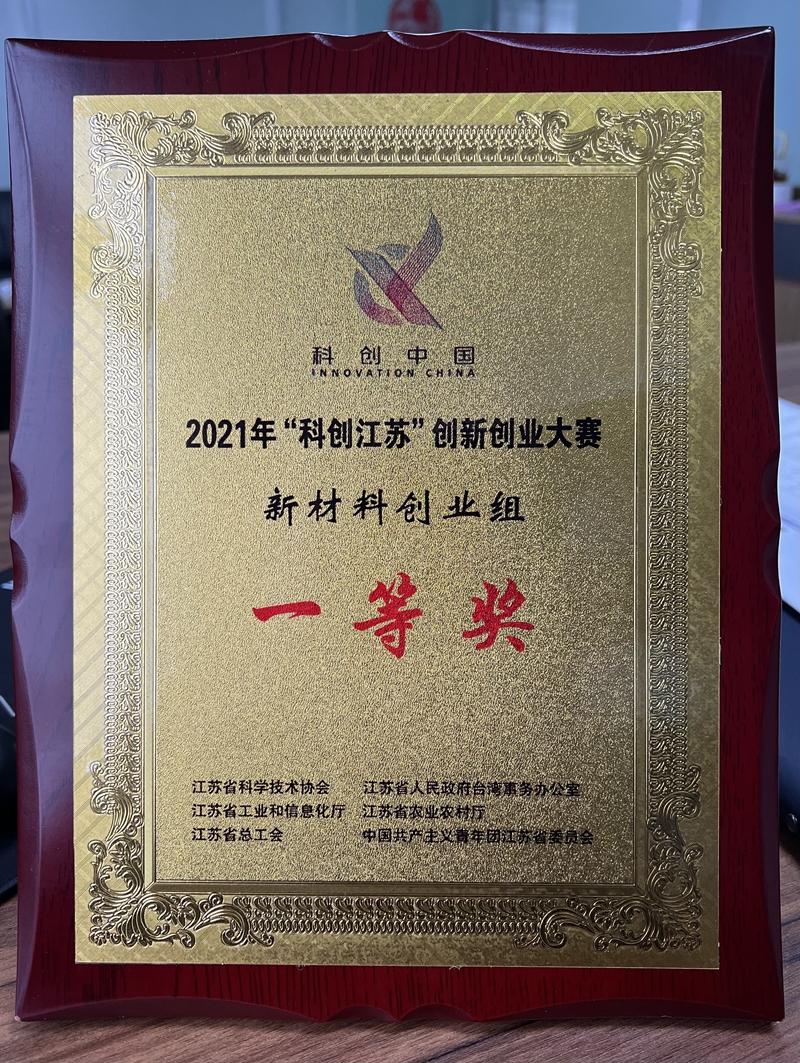 科创中国
INNOVATION CHINA
2021年“科创江苏”创新创业大赛
新材料创业组
一等奖
江苏省科学技术协会 江苏省人民政府台湾事务办公室
江苏省工业和信息化厅 江苏省农业农村厅
江苏省总工会 中国共产主义青年团江苏省委员会